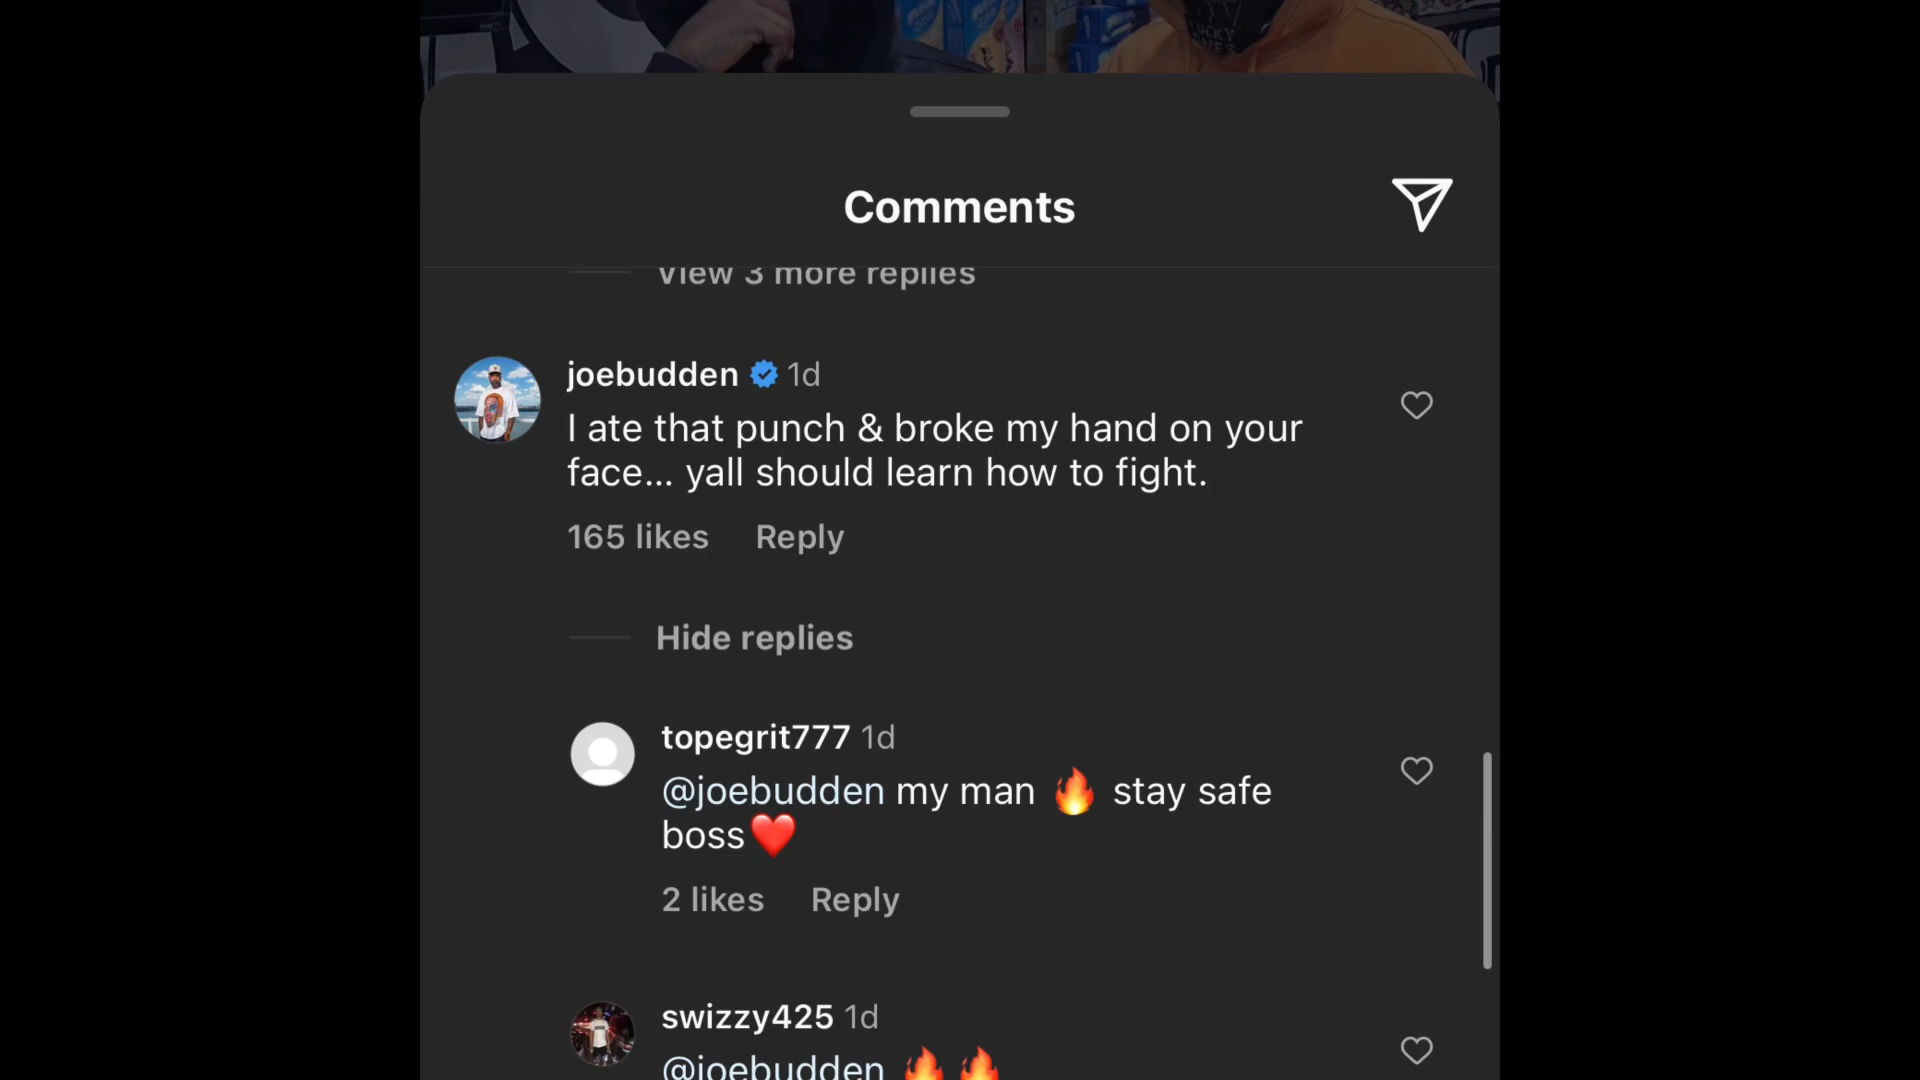 Comments
View 3 more replies
joebudden 1d
I ate that punch & broke my hand on your
face... yall should learn how to fight.
165 likes Reply
Hide replies
topegrit777 1d
@joebudden my man 🔥 stay safe
boss❤️
2 likes Reply
swizzy425 1d
@joebudden 🔥🔥